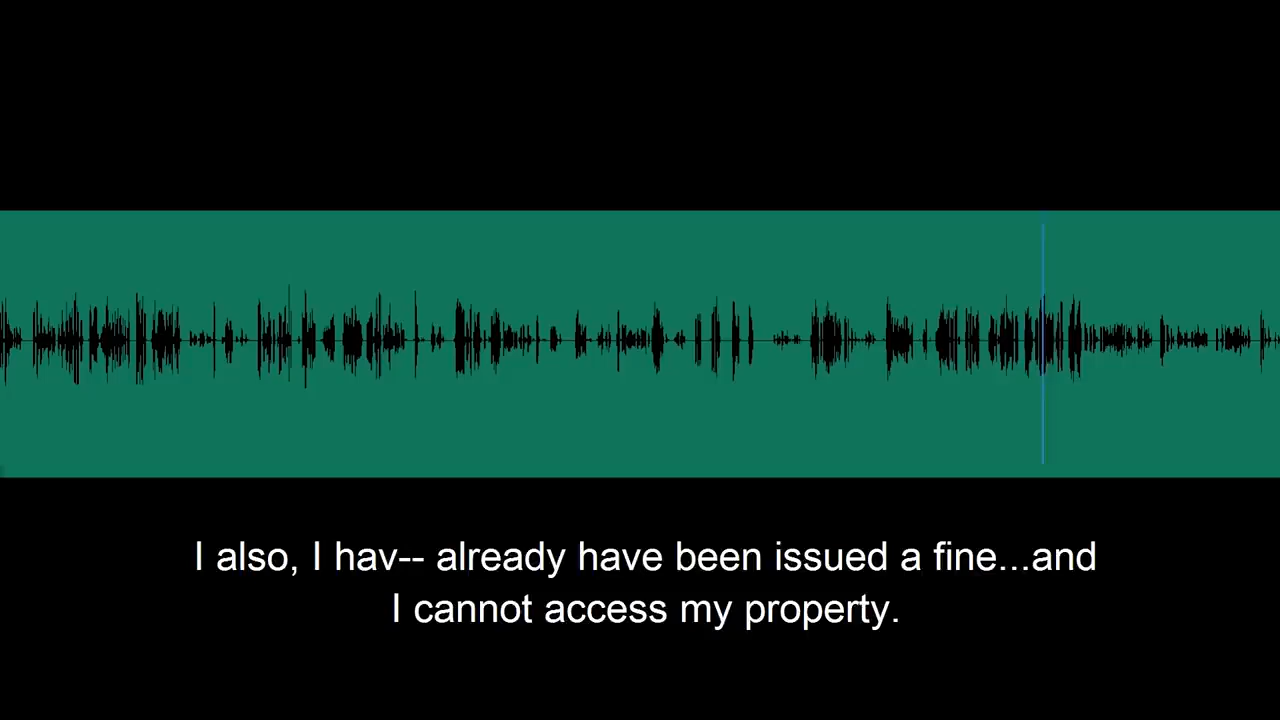 I also, I hav-- already have been issued a fine...and
I cannot access my property.